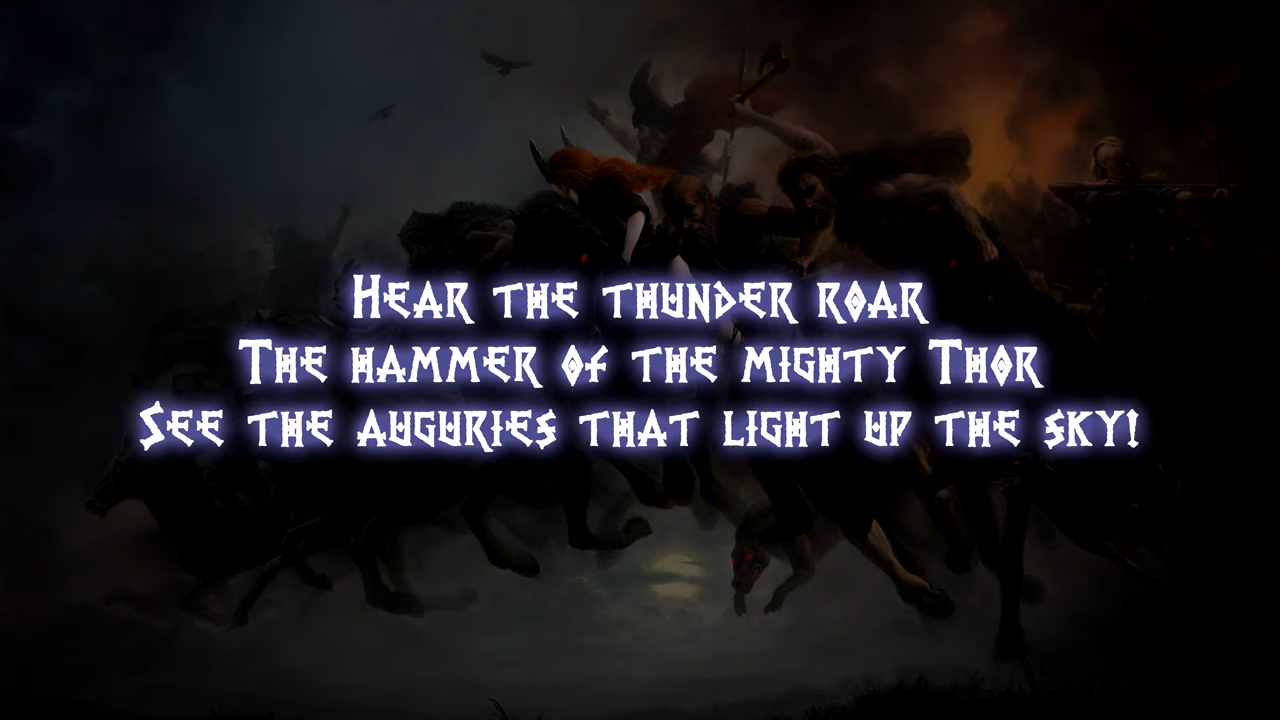 Hear the thunder roar
The hammer of the mighty Thor
See the auguries that light up the sky!